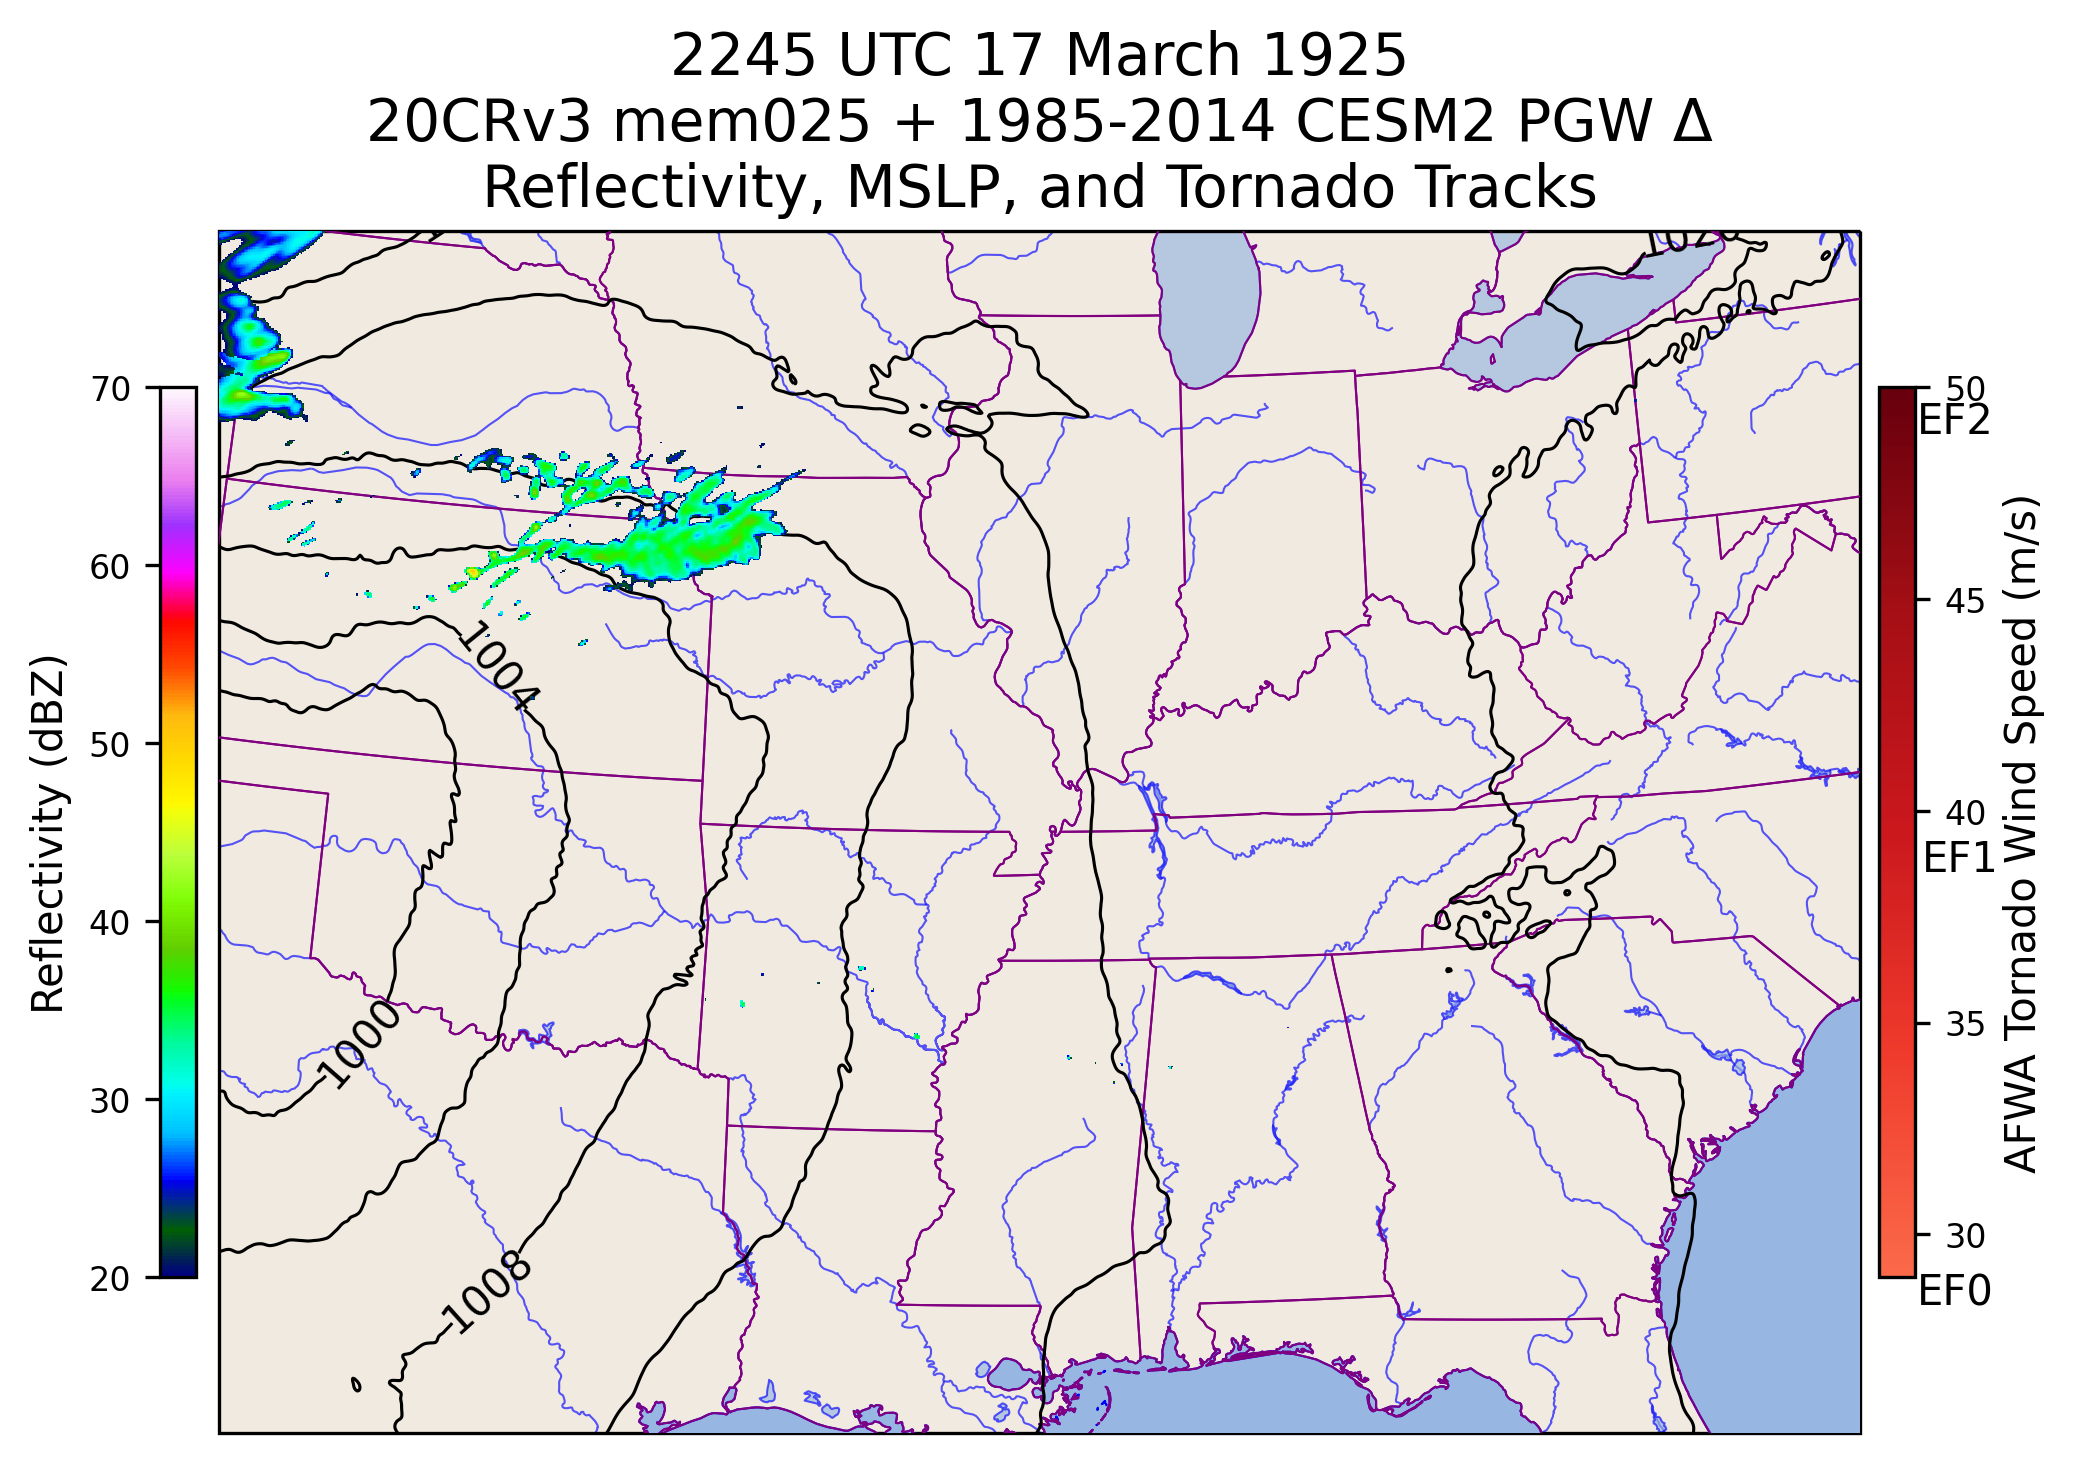 2245 UTC 17 March 1925
20CRv3 mem025 + 1985-2014 CESM2 PGW Δ
Reflectivity, MSLP, and Tornado Tracks
70
60
50
40
30
20
Reflectivity (dBZ)
1004
1000
1008
50
EF2
45
40
EF1
35
30
EF0
AFWA Tornado Wind Speed (m/s)